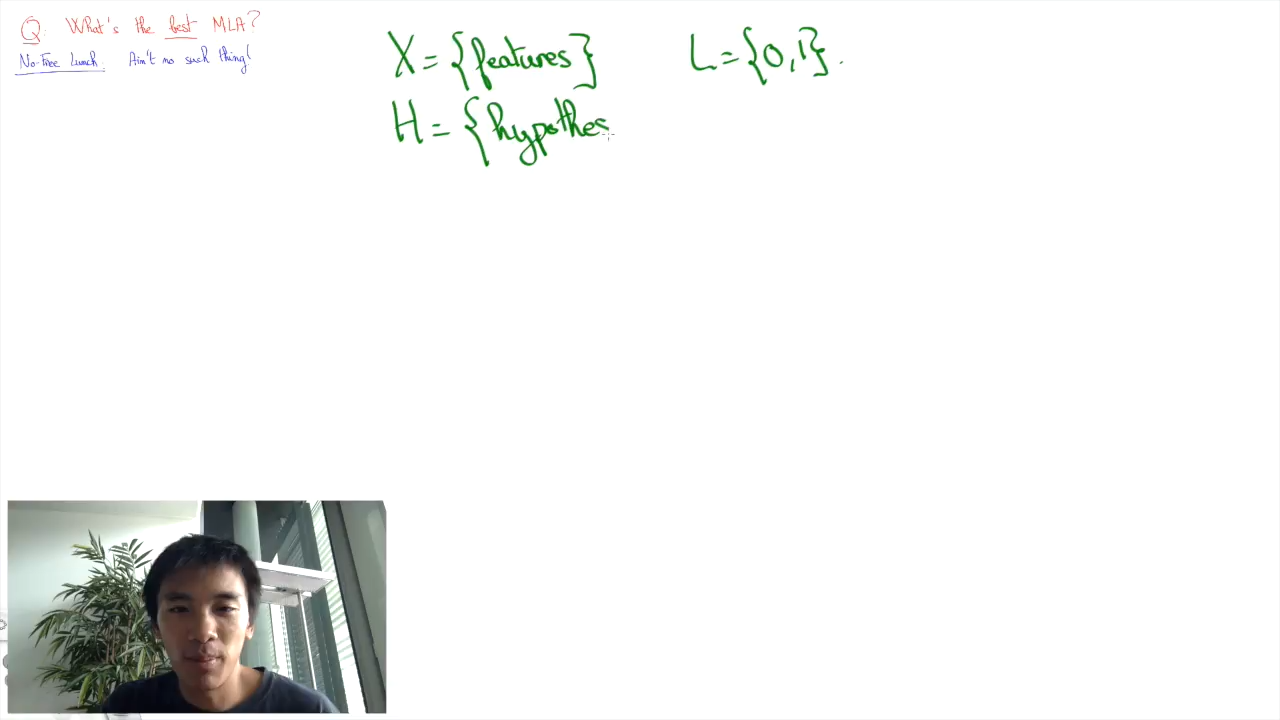 Q: What's the best MLA?
No-Free Lunch: Ain't no such thing!
X = {features} L = {0,1}.
H = {hypothes